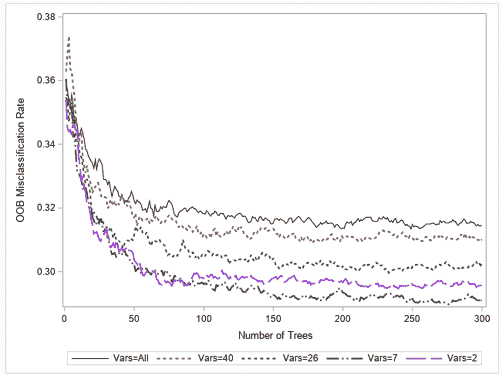 0.38
0.36
0.34
0.32
0.30
OOB Misclassification Rate
0 50 100 150 200 250 300
Number of Trees
Vars=All Vars=40 Vars=26 Vars=7 Vars=2